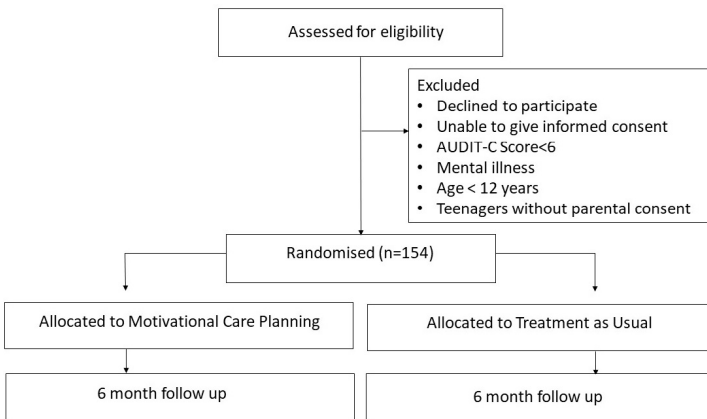 Assessed for eligibility
Excluded
• Declined to participate
• Unable to give informed consent
• AUDIT-C Score<6
• Mental illness
• Age < 12 years
• Teenagers without parental consent
Randomised (n=154)
Allocated to Motivational Care Planning
Allocated to Treatment as Usual
6 month follow up
6 month follow up